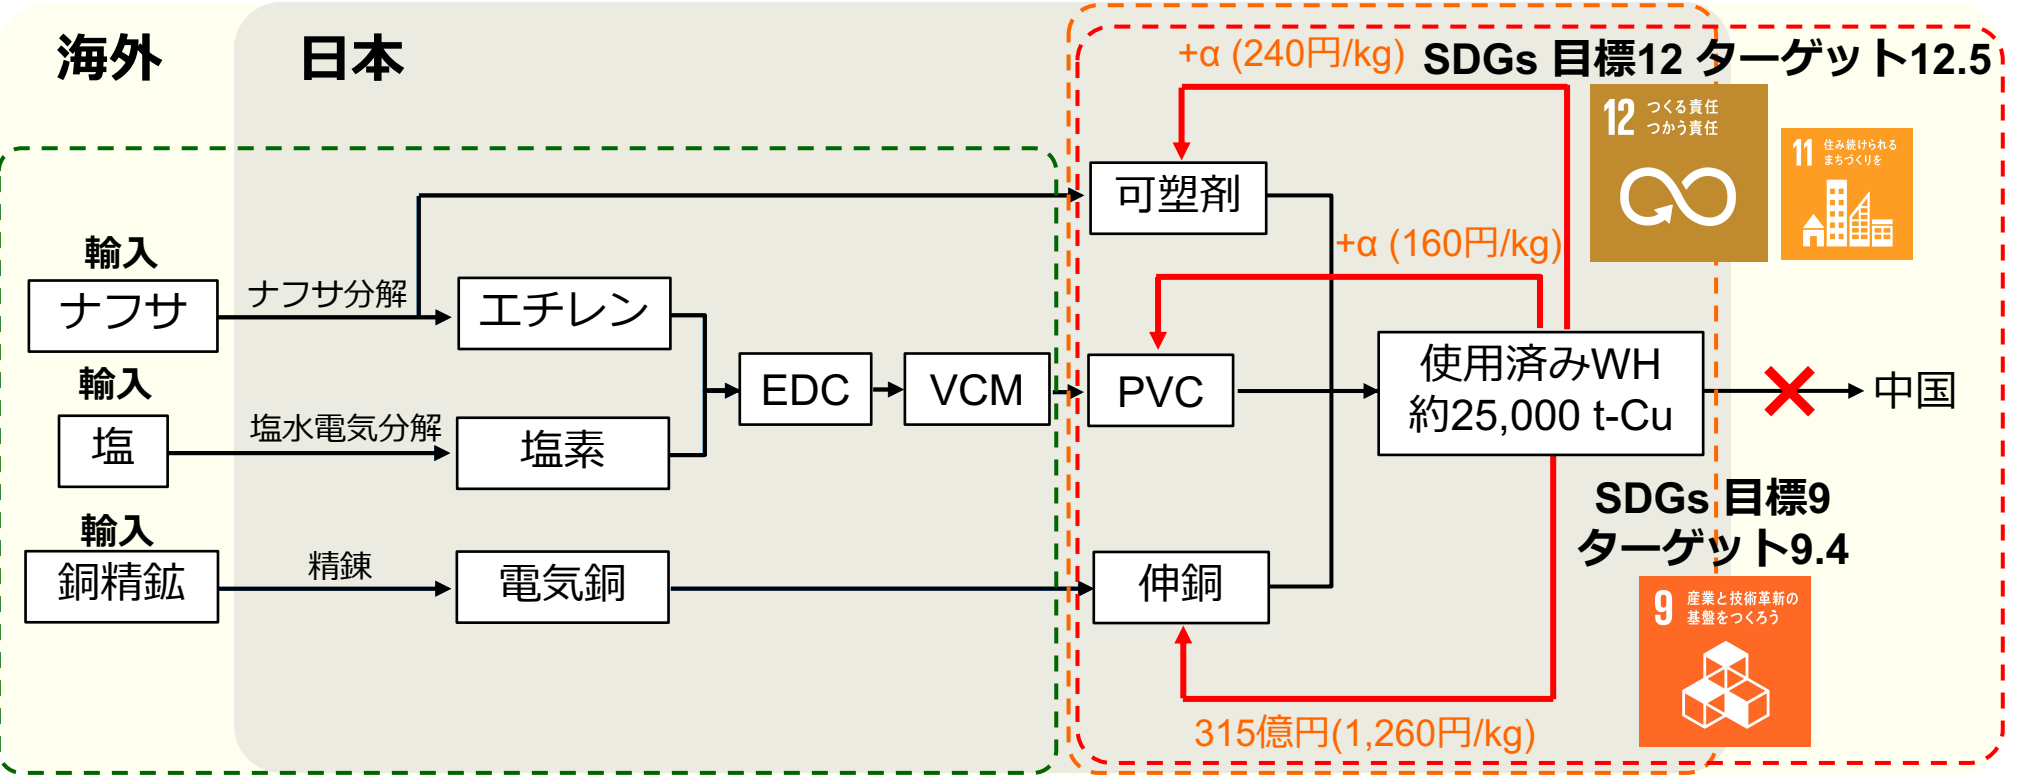 海外
日本
+α (240円/kg)
SDGs 目標12 ターゲット12.5
12 つくる責任
つかう責任
11 住み続けられる
まちづくりを
可塑剤
+α (160円/kg)
輸入
ナフサ
ナフサ分解
エチレン
輸入
塩
塩水電気分解
塩素
EDC
VCM
PVC
使用済みWH
約25,000 t-Cu
中国
輸入
銅精鉱
精錬
電気銅
伸銅
SDGs 目標9
ターゲット9.4
9 産業と技術革新の
基盤をつくろう
315億円(1,260円/kg)